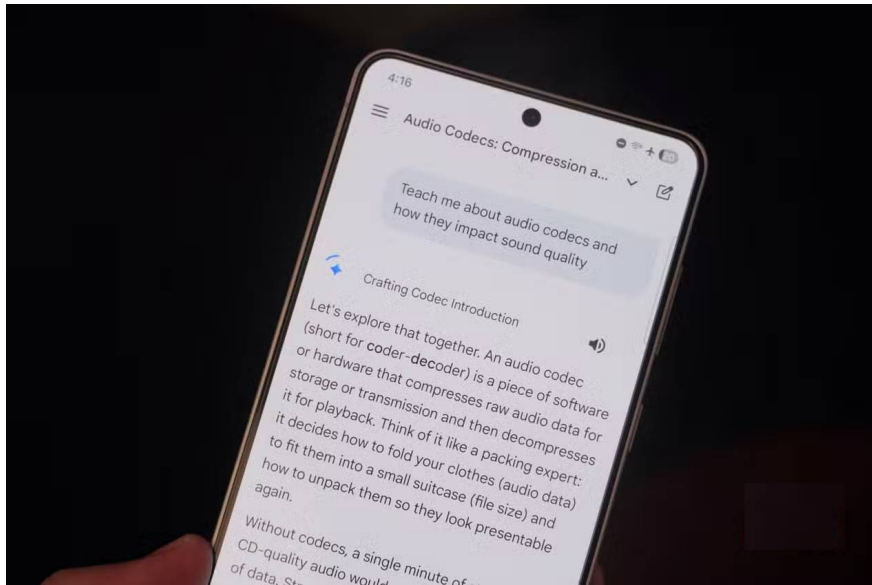 4:16
Audio Codecs: Compression a...
Teach me about audio codecs and
how they impact sound quality
Crafting Codec Introduction
Let's explore that together. An audio codec
(short for coder-decoder) is a piece of software
or hardware that compresses raw audio data for
storage or transmission and then decompresses
it for playback. Think of it like a packing expert:
it decides how to fold your clothes (audio data)
to fit them into a small suitcase (file size) and
how to unpack them so they look presentable
again.
Without codecs, a single minute of
CD-quality audio would
of data.